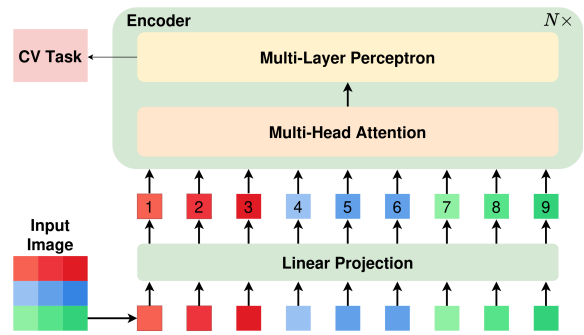 Encoder
N×
CV Task
Multi-Layer Perceptron
Multi-Head Attention
1 2 3 4 5 6 7 8 9
Input
Image
Linear Projection